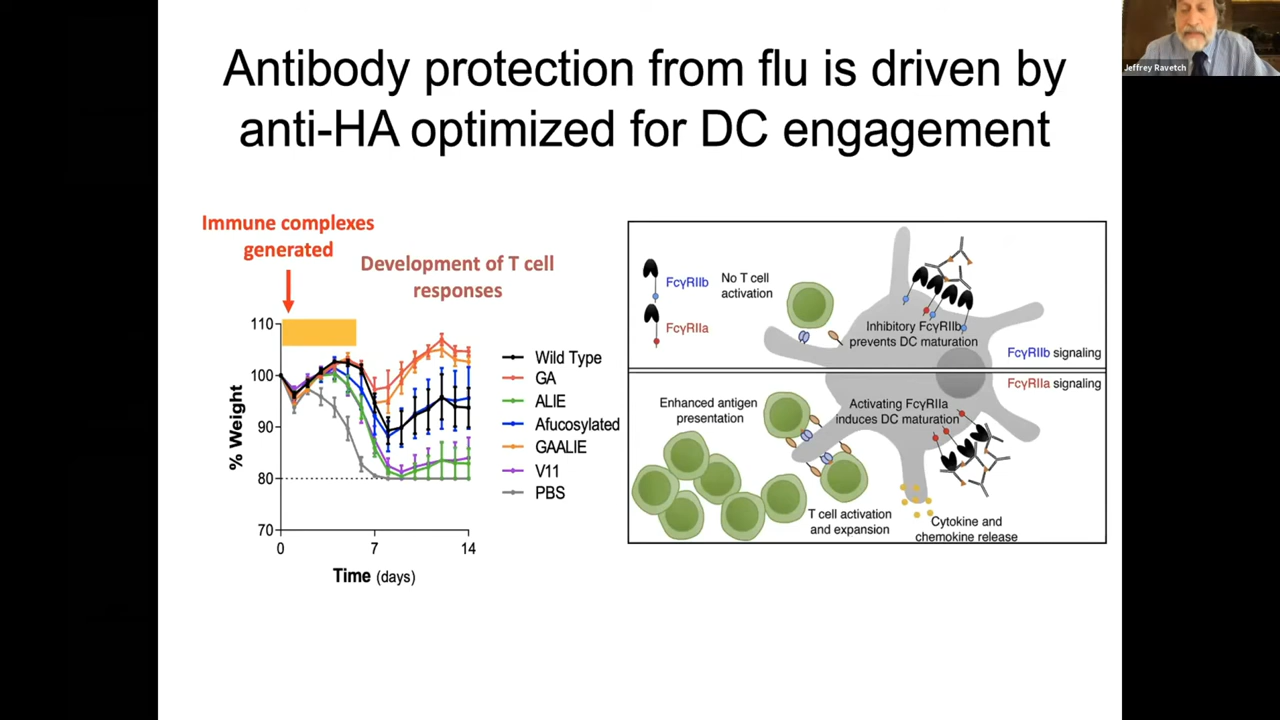 Antibody protection from flu is driven by
anti-HA optimized for DC engagement
Jeffrey Ravetch
Immune complexes
generated
Development of T cell
responses
110
100
90
80
70
% Weight
0
7
14
Time (days)
Wild Type
GA
ALIE
Afucosylated
GAALIE
V11
PBS
FcγRIIb
FcγRIIa
No T cell
activation
Inhibitory FcγRIIb
prevents DC maturation
FcγRIIb signaling
FcγRIIa signaling
Enhanced antigen
presentation
Activating FcγRIIa
induces DC maturation
T cell activation
and expansion
Cytokine and
chemokine release